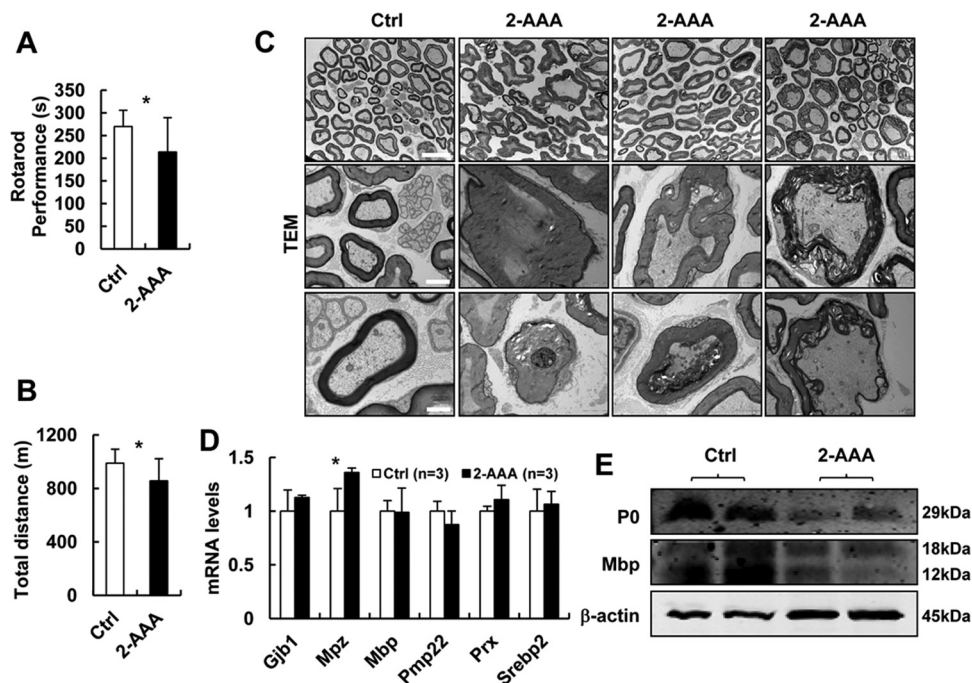 A
Rotarod
Performance (s)
350
300
250
200
150
100
50
0
*
Ctrl
2-AAA
B
Total distance (m)
1200
800
400
0
*
Ctrl
2-AAA
C
Ctrl
2-AAA
2-AAA
2-AAA
TEM
D
mRNA levels
1.5
1
0.5
0
*
Ctrl (n=3)
2-AAA (n=3)
Gjb1
Mpz
Mbp
Pmp22
Prx
Srebp2
E
Ctrl
2-AAA
P0
29kDa
Mbp
18kDa
12kDa
β-actin
45kDa